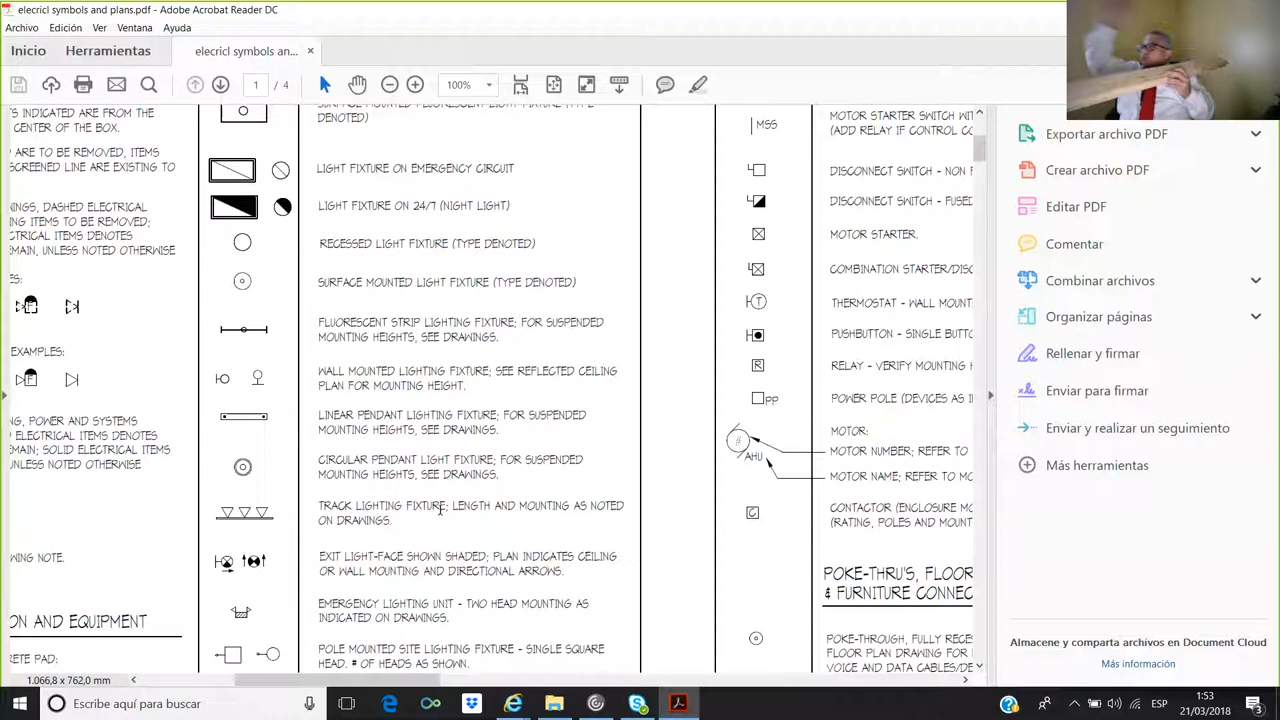 elecricl symbols and plans.pdf - Adobe Acrobat Reader DC
Archivo Edición Ver Ventana Ayuda
Inicio Herramientas elecricl symbols an... ×
1 / 4 100%
S INDICATED ARE FROM THE
CENTER OF THE BOX.
ARE TO BE REMOVED, ITEMS
SCREENED LINE ARE EXISTING TO
NGS, DASHED ELECTRICAL
NG ITEMS TO BE REMOVED;
CTRICAL ITEMS DENOTES
MAIN, UNLESS NOTED OTHERWISE
ES:
F
EXAMPLES:
F
NG, POWER AND SYSTEMS
ELECTRICAL ITEMS DENOTES
MAIN; SOLID ELECTRICAL ITEMS
UNLESS NOTED OTHERWISE
WING NOTE.
ON AND EQUIPMENT
RETE PAD:
SURFACE MOUNTED FLUORESCENT LIGHT FIXTURE (TYPE
DENOTED)
LIGHT FIXTURE ON EMERGENCY CIRCUIT
LIGHT FIXTURE ON 24/7 (NIGHT LIGHT)
RECESSED LIGHT FIXTURE (TYPE DENOTED)
SURFACE MOUNTED LIGHT FIXTURE (TYPE DENOTED)
FLUORESCENT STRIP LIGHTING FIXTURE; FOR SUSPENDED
MOUNTING HEIGHTS, SEE DRAWINGS.
WALL MOUNTED LIGHTING FIXTURE; SEE REFLECTED CEILING
PLAN FOR MOUNTING HEIGHT.
LINEAR PENDANT LIGHTING FIXTURE; FOR SUSPENDED
MOUNTING HEIGHTS, SEE DRAWINGS.
CIRCULAR PENDANT LIGHT FIXTURE; FOR SUSPENDED
MOUNTING HEIGHTS, SEE DRAWINGS.
TRACK LIGHTING FIXTURE; LENGTH AND MOUNTING AS NOTED
ON DRAWINGS.
EXIT LIGHT-FACE SHOWN SHADED; PLAN INDICATES CEILING
OR WALL MOUNTING AND DIRECTIONAL ARROWS.
EMERGENCY LIGHTING UNIT - TWO HEAD MOUNTING AS
INDICATED ON DRAWINGS.
POLE MOUNTED SITE LIGHTING FIXTURE - SINGLE SQUARE
HEAD. # OF HEADS AS SHOWN.
MSS MOTOR STARTER SWITCH WIT
(ADD RELAY IF CONTROL CO
DISCONNECT SWITCH - NON F
DISCONNECT SWITCH - FUSED
MOTOR STARTER.
COMBINATION STARTER/DISC
T THERMOSTAT - WALL MOUNT
PUSHBUTTON - SINGLE BUTTO
R RELAY - VERIFY MOUNTING H
PP POWER POLE (DEVICES AS I
MOTOR:
# MOTOR NUMBER; REFER TO
AHU MOTOR NAME; REFER TO MO
C CONTACTOR (ENCLOSURE M
(RATING, POLES AND MOUNT
POKE-THRU'S, FLOOR
& FURNITURE CONNEC
POKE-THROUGH, FULLY RECES
FLOOR PLAN DRAWING FOR
VOICE AND DATA CABLES/DE
Exportar archivo PDF
Crear archivo PDF
Editar PDF
Comentar
Combinar archivos
Organizar páginas
Rellenar y firmar
Enviar para firmar
Enviar y realizar un seguimiento
Más herramientas
Almacene y comparta archivos en Document Cloud
Más información
1.066,8 x 762,0 mm
Escribe aquí para buscar
ESP
1:53
21/03/2018
3